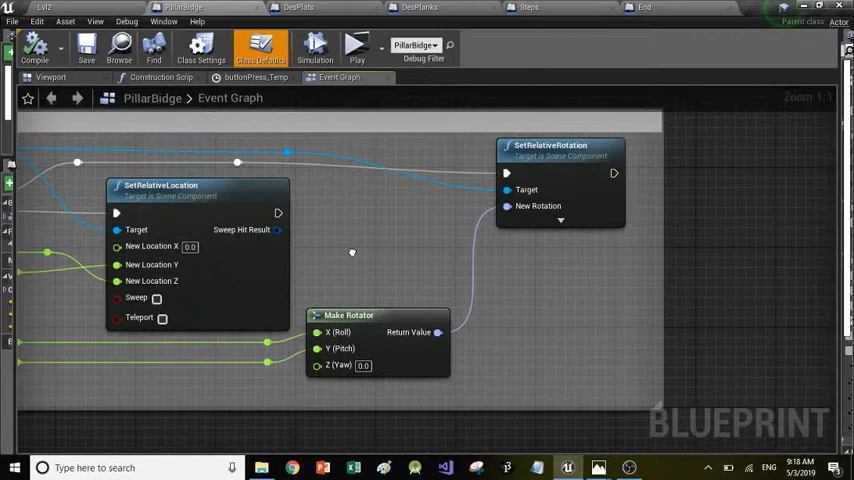 Lvl2 PillarBridge DesPlats DesPlanks Steps End
File Edit Asset View Debug Window Help
Parent class: Actor
Compile Save Browse Find Class Settings Class Defaults Simulation Play
PillarBridge
Debug Filter
Viewport Construction Scrip buttonPress_Temp Event Graph
PillarBridge > Event Graph
Zoom 1:1
SetRelativeRotation
Target is Scene Component
Target
New Rotation
SetRelativeLocation
Target is Scene Component
Target
Sweep Hit Result
New Location X 0.0
New Location Y
New Location Z
Sweep
Teleport
Make Rotator
X (Roll)
Return Value
Y (Pitch)
Z (Yaw) 0.0
BLUEPRINT
Type here to search
ENG
9:18 AM
5/3/2019